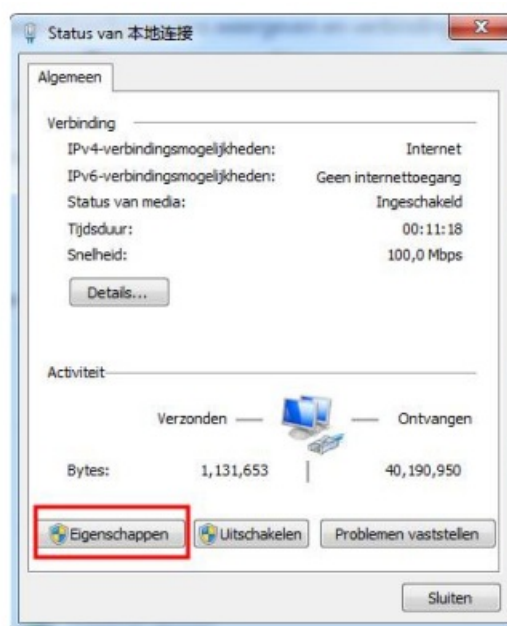 Status van 本地连接
Algemeen
Verbinding
IPv4-verbindingsmogelijkheden: Internet
IPv6-verbindingsmogelijkheden: Geen internettoegang
Status van media: Ingeschakeld
Tijdsduur: 00:11:18
Snelheid: 100,0 Mbps
Details...
Activiteit
Verzonden Ontvangen
Bytes: 1,131,653 40,190,950
Eigenschappen Uitschakelen Problemen vaststellen
Sluiten